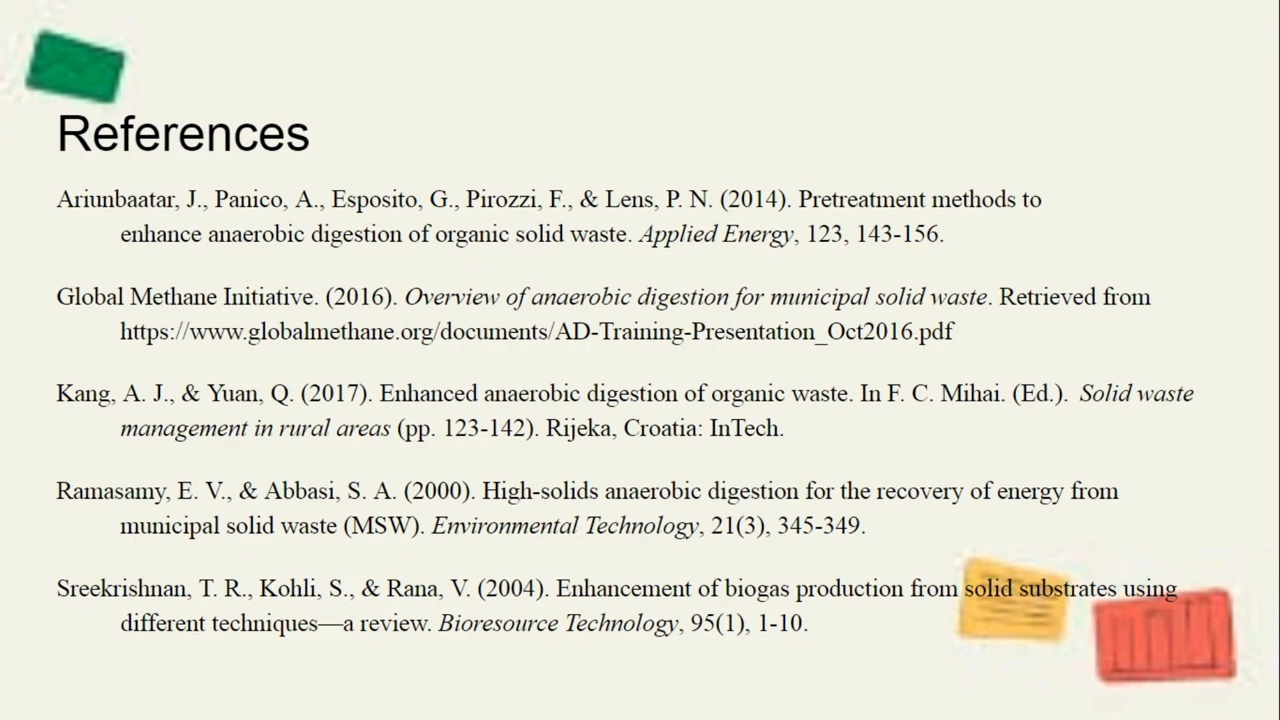 References
Ariunbaatar, J., Panico, A., Esposito, G., Pirozzi, F., & Lens, P. N. (2014). Pretreatment methods to
enhance anaerobic digestion of organic solid waste. Applied Energy, 123, 143-156.
Global Methane Initiative. (2016). Overview of anaerobic digestion for municipal solid waste. Retrieved from
https://www.globalmethane.org/documents/AD-Training-Presentation_Oct2016.pdf
Kang, A. J., & Yuan, Q. (2017). Enhanced anaerobic digestion of organic waste. In F. C. Mihai. (Ed.). Solid waste
management in rural areas (pp. 123-142). Rijeka, Croatia: InTech.
Ramasamy, E. V., & Abbasi, S. A. (2000). High-solids anaerobic digestion for the recovery of energy from
municipal solid waste (MSW). Environmental Technology, 21(3), 345-349.
Sreekrishnan, T. R., Kohli, S., & Rana, V. (2004). Enhancement of biogas production from solid substrates using
different techniques—a review. Bioresource Technology, 95(1), 1-10.